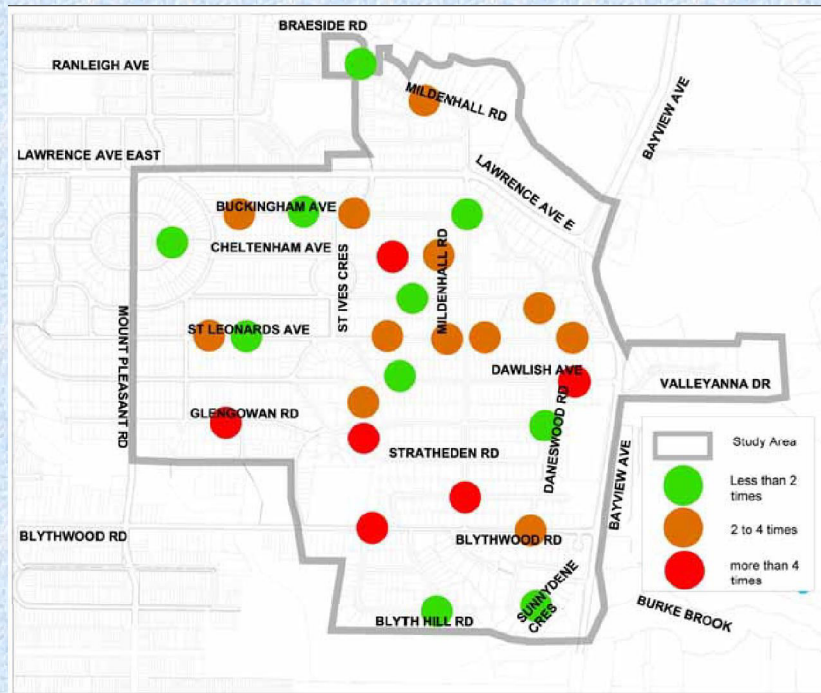 BRAESIDE RD
RANLEIGH AVE
MILDENHALL RD
BAYVIEW AVE
LAWRENCE AVE EAST
LAWRENCE AVE E
BUCKINGHAM AVE
CHELTENHAM AVE
ST IVES CRES
MILDENHALL RD
MOUNT PLEASANT RD
ST LEONARDS AVE
DAWLISH AVE
VALLEYANNA DR
GLENGOWAN RD
DANESWOOD RD
STRATHEDEN RD
BAYVIEW AVE
BLYTHWOOD RD
BLYTHWOOD RD
SUNNYDENE
CRES
BLYTH HILL RD
BURKE BROOK
Study Area
Less than 2
times
2 to 4 times
more than 4
times